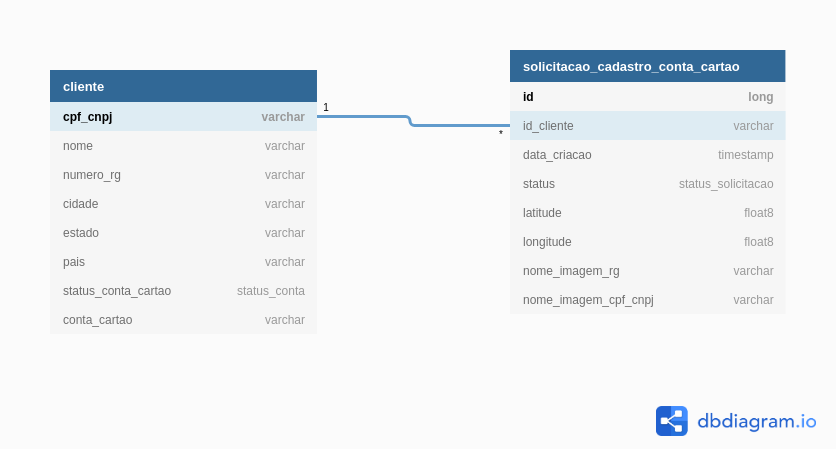 cliente
cpf_cnpj varchar
nome varchar
numero_rg varchar
cidade varchar
estado varchar
pais varchar
status_conta_cartao status_conta
conta_cartao varchar
1
*
solicitacao_cadastro_conta_cartao
id long
id_cliente varchar
data_criacao timestamp
status status_solicitacao
latitude float8
longitude float8
nome_imagem_rg varchar
nome_imagem_cpf_cnpj varchar
dbdiagram.io